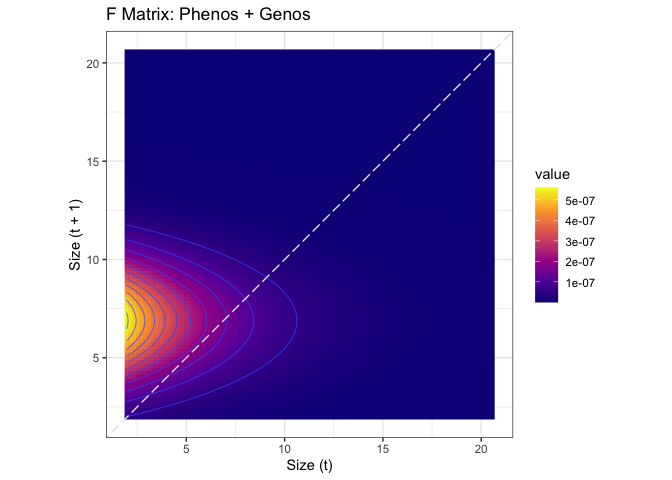 F Matrix: Phenos + Genos
20
15
10
5
Size (t + 1)
5
10
15
20
Size (t)
value
5e-07
4e-07
3e-07
2e-07
1e-07